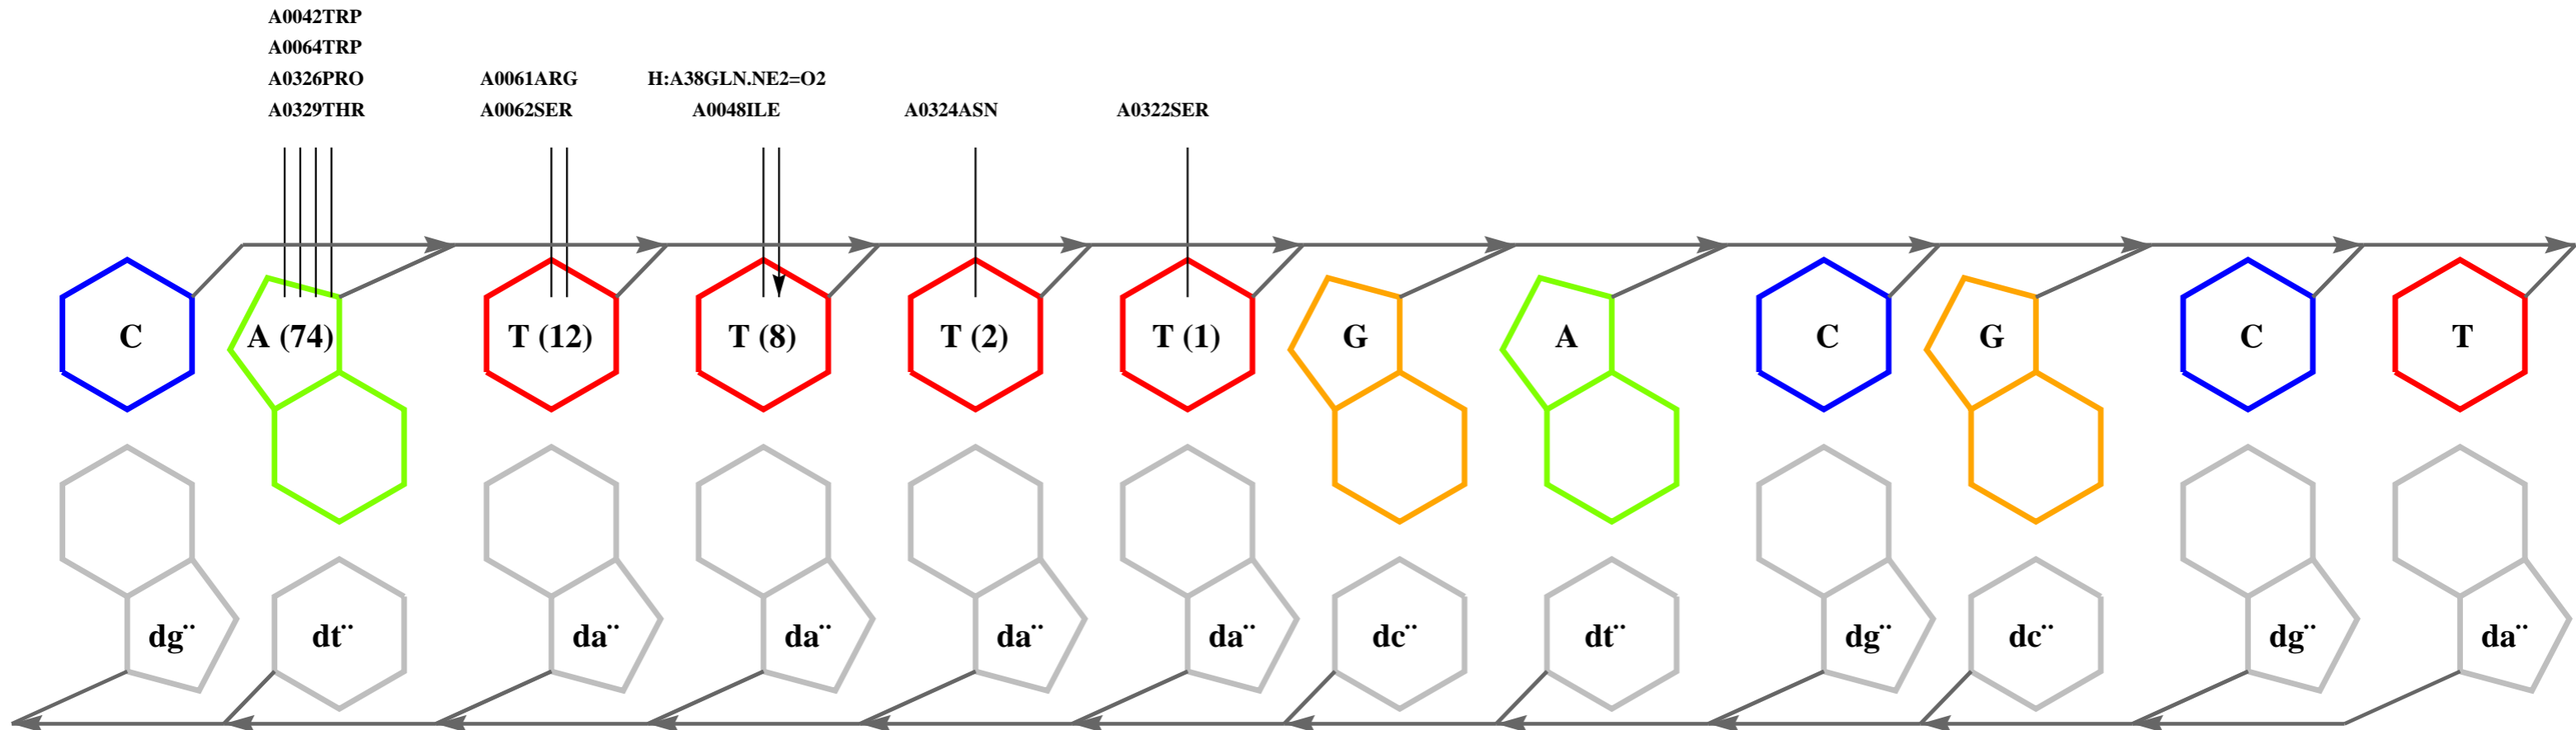 A0042TRP
A0064TRP
A0326PRO
A0329THR
A0061ARG
A0062SER
H:A38GLN.NE2=O2
A0048ILE
A0324ASN
A0322SER
C A (74) T (12) T (8) T (2) T (1) G A C G C T
dg¨ dt¨ da¨ da¨ da¨ da¨ dc¨ dt¨ dg¨ dc¨ dg¨ da¨